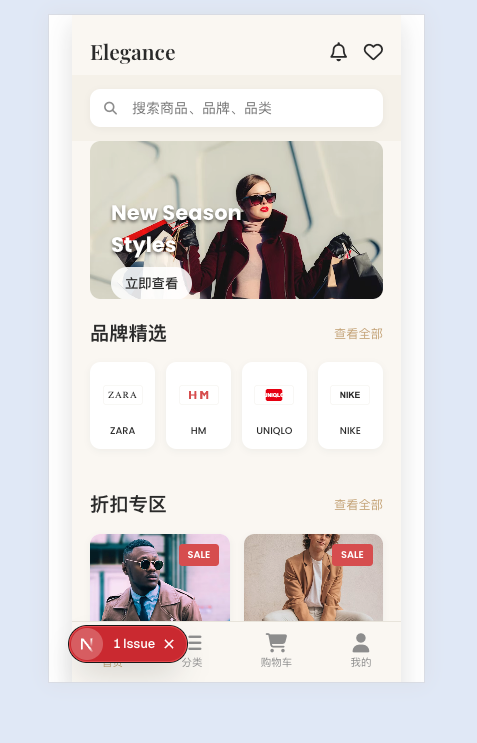 Elegance
搜索商品、品牌、品类
New Season
Styles
立即查看
品牌精选
查看全部
ZARA
HM
UNIQLO
NIKE
ZARA
HM
UNIQLO
NIKE
折扣专区
查看全部
SALE
SALE
N
1 Issue
首页
分类
购物车
我的